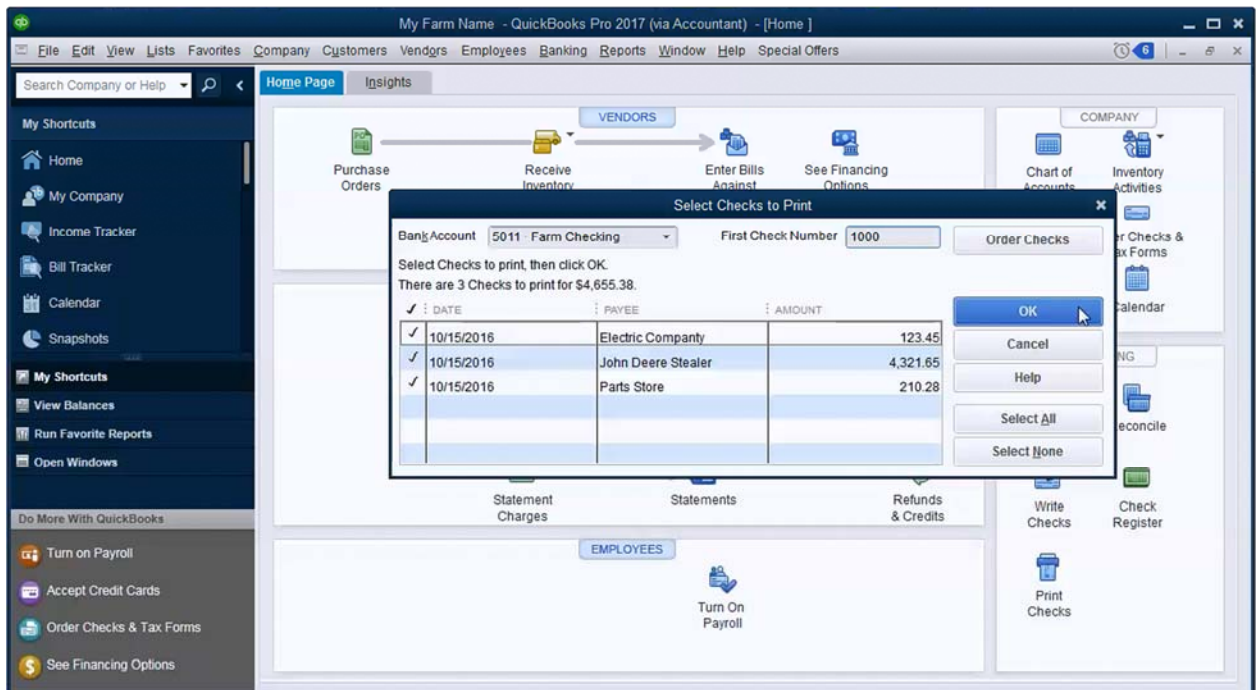 My Farm Name - QuickBooks Pro 2017 (via Accountant) - [Home ]
File Edit View Lists Favorites Company Customers Vendors Employees Banking Reports Window Help Special Offers
6
Search Company or Help
Home Page
Insights
My Shortcuts
Home
My Company
Income Tracker
Bill Tracker
Calendar
Snapshots
My Shortcuts
View Balances
Run Favorite Reports
Open Windows
Do More With QuickBooks
Turn on Payroll
Accept Credit Cards
Order Checks & Tax Forms
See Financing Options
VENDORS
Purchase
Orders
Receive
Inventory
Enter Bills
Against
See Financing
Options
COMPANY
Chart of
Accounts
Inventory
Activities
Select Checks to Print
Bank Account 5011 · Farm Checking
First Check Number 1000
Order Checks
Select Checks to print, then click OK.
There are 3 Checks to print for $4,655.38.
DATE PAYEE AMOUNT
10/15/2016 Electric Companty 123.45
10/15/2016 John Deere Stealer 4,321.65
10/15/2016 Parts Store 210.28
OK
Cancel
Help
Select All
Select None
Checks &
Forms
Calendar
NG
Reconcile
Statement
Charges
Statements
Refunds
& Credits
Write
Checks
Check
Register
EMPLOYEES
Turn On
Payroll
Print
Checks